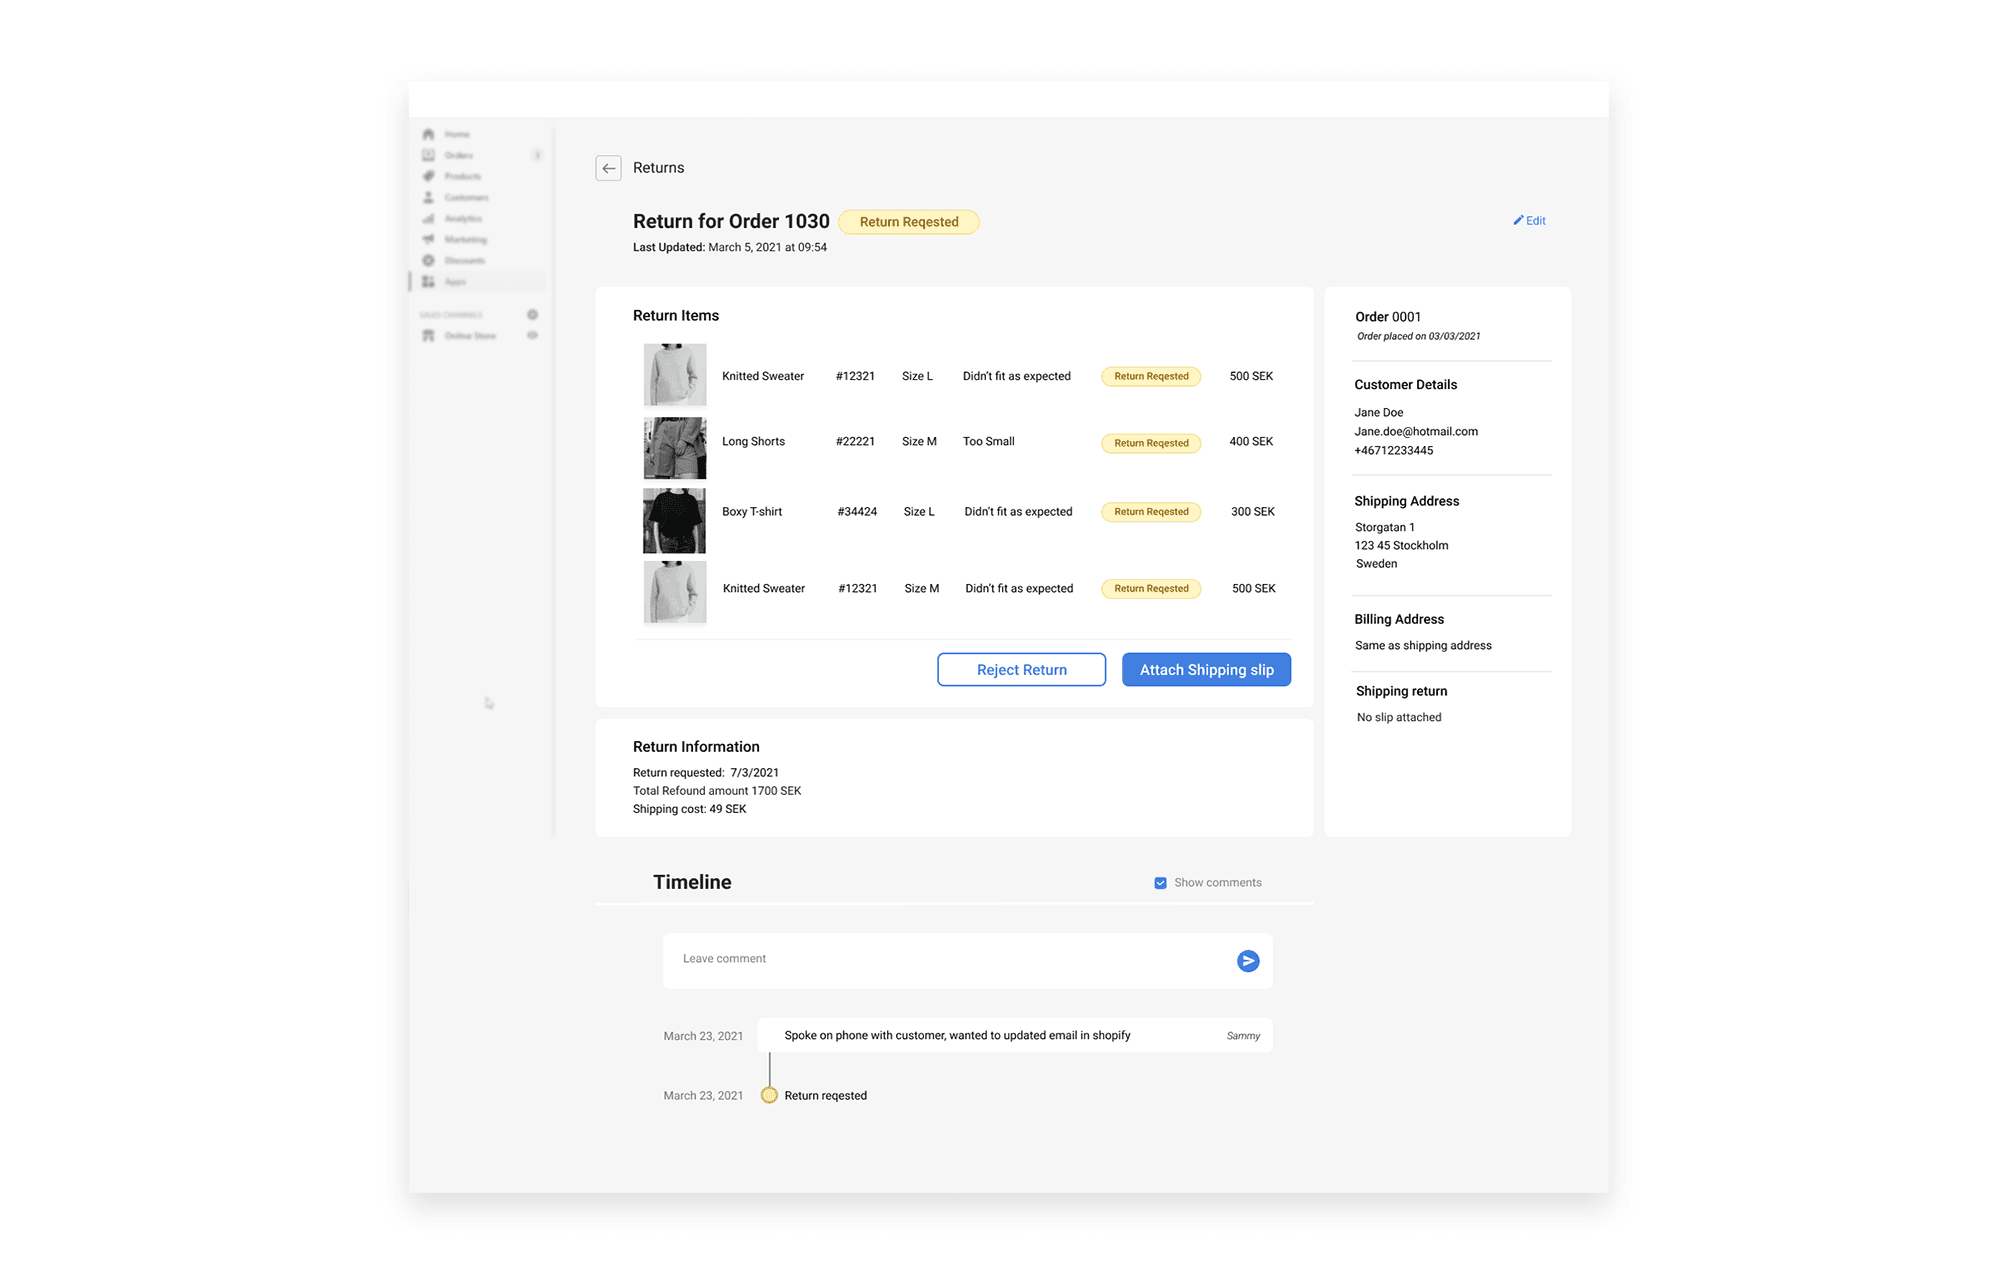 Home
Orders
Products
Customers
Analytics
Marketing
Discounts
Apps
SALES CHANNELS
Online Store
Returns
Return for Order 1030 Return Reqested
Edit
Last Updated: March 5, 2021 at 09:54
Return Items
Knitted Sweater #12321 Size L Didn't fit as expected Return Reqested 500 SEK
Long Shorts #22221 Size M Too Small Return Reqested 400 SEK
Boxy T-shirt #34424 Size L Didn't fit as expected Return Reqested 300 SEK
Knitted Sweater #12321 Size M Didn't fit as expected Return Reqested 500 SEK
Reject Return Attach Shipping slip
Order 0001
Order placed on 03/03/2021
Customer Details
Jane Doe
Jane.doe@hotmail.com
+46712233445
Shipping Address
Storgatan 1
123 45 Stockholm
Sweden
Billing Address
Same as shipping address
Shipping return
No slip attached
Return Information
Return requested: 7/3/2021
Total Refound amount 1700 SEK
Shipping cost: 49 SEK
Timeline Show comments
Leave comment
March 23, 2021 Spoke on phone with customer, wanted to updated email in shopify Sammy
March 23, 2021 Return reqested